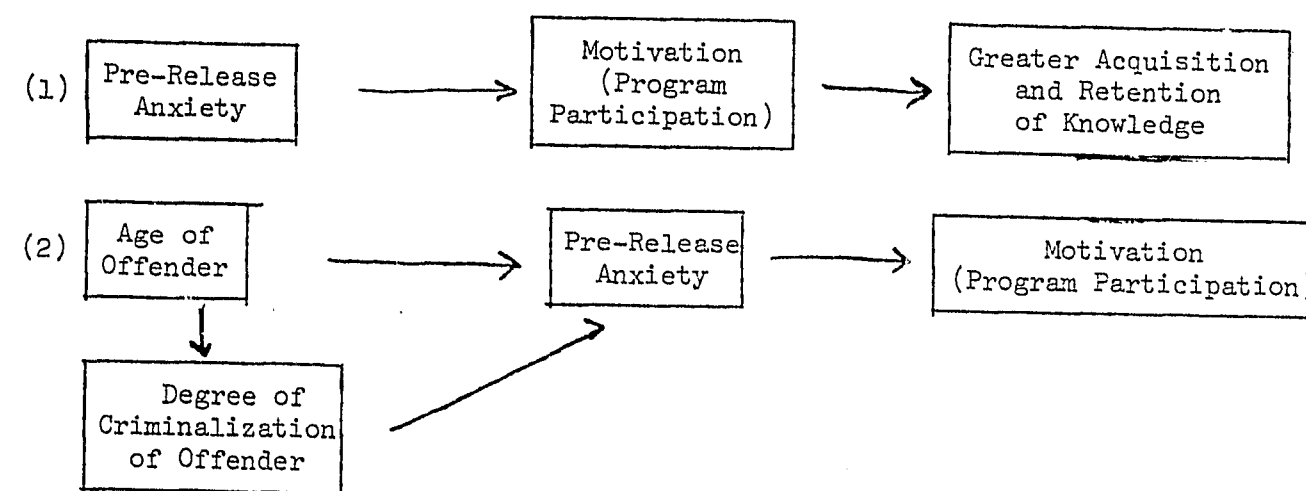 (1)
Pre-Release
Anxiety
Motivation
(Program
Participation)
Greater Acquisition
and Retention
of Knowledge
(2)
Age of
Offender
Pre-Release
Anxiety
Motivation
(Program Participation)
Degree of
Criminalization
of Offender